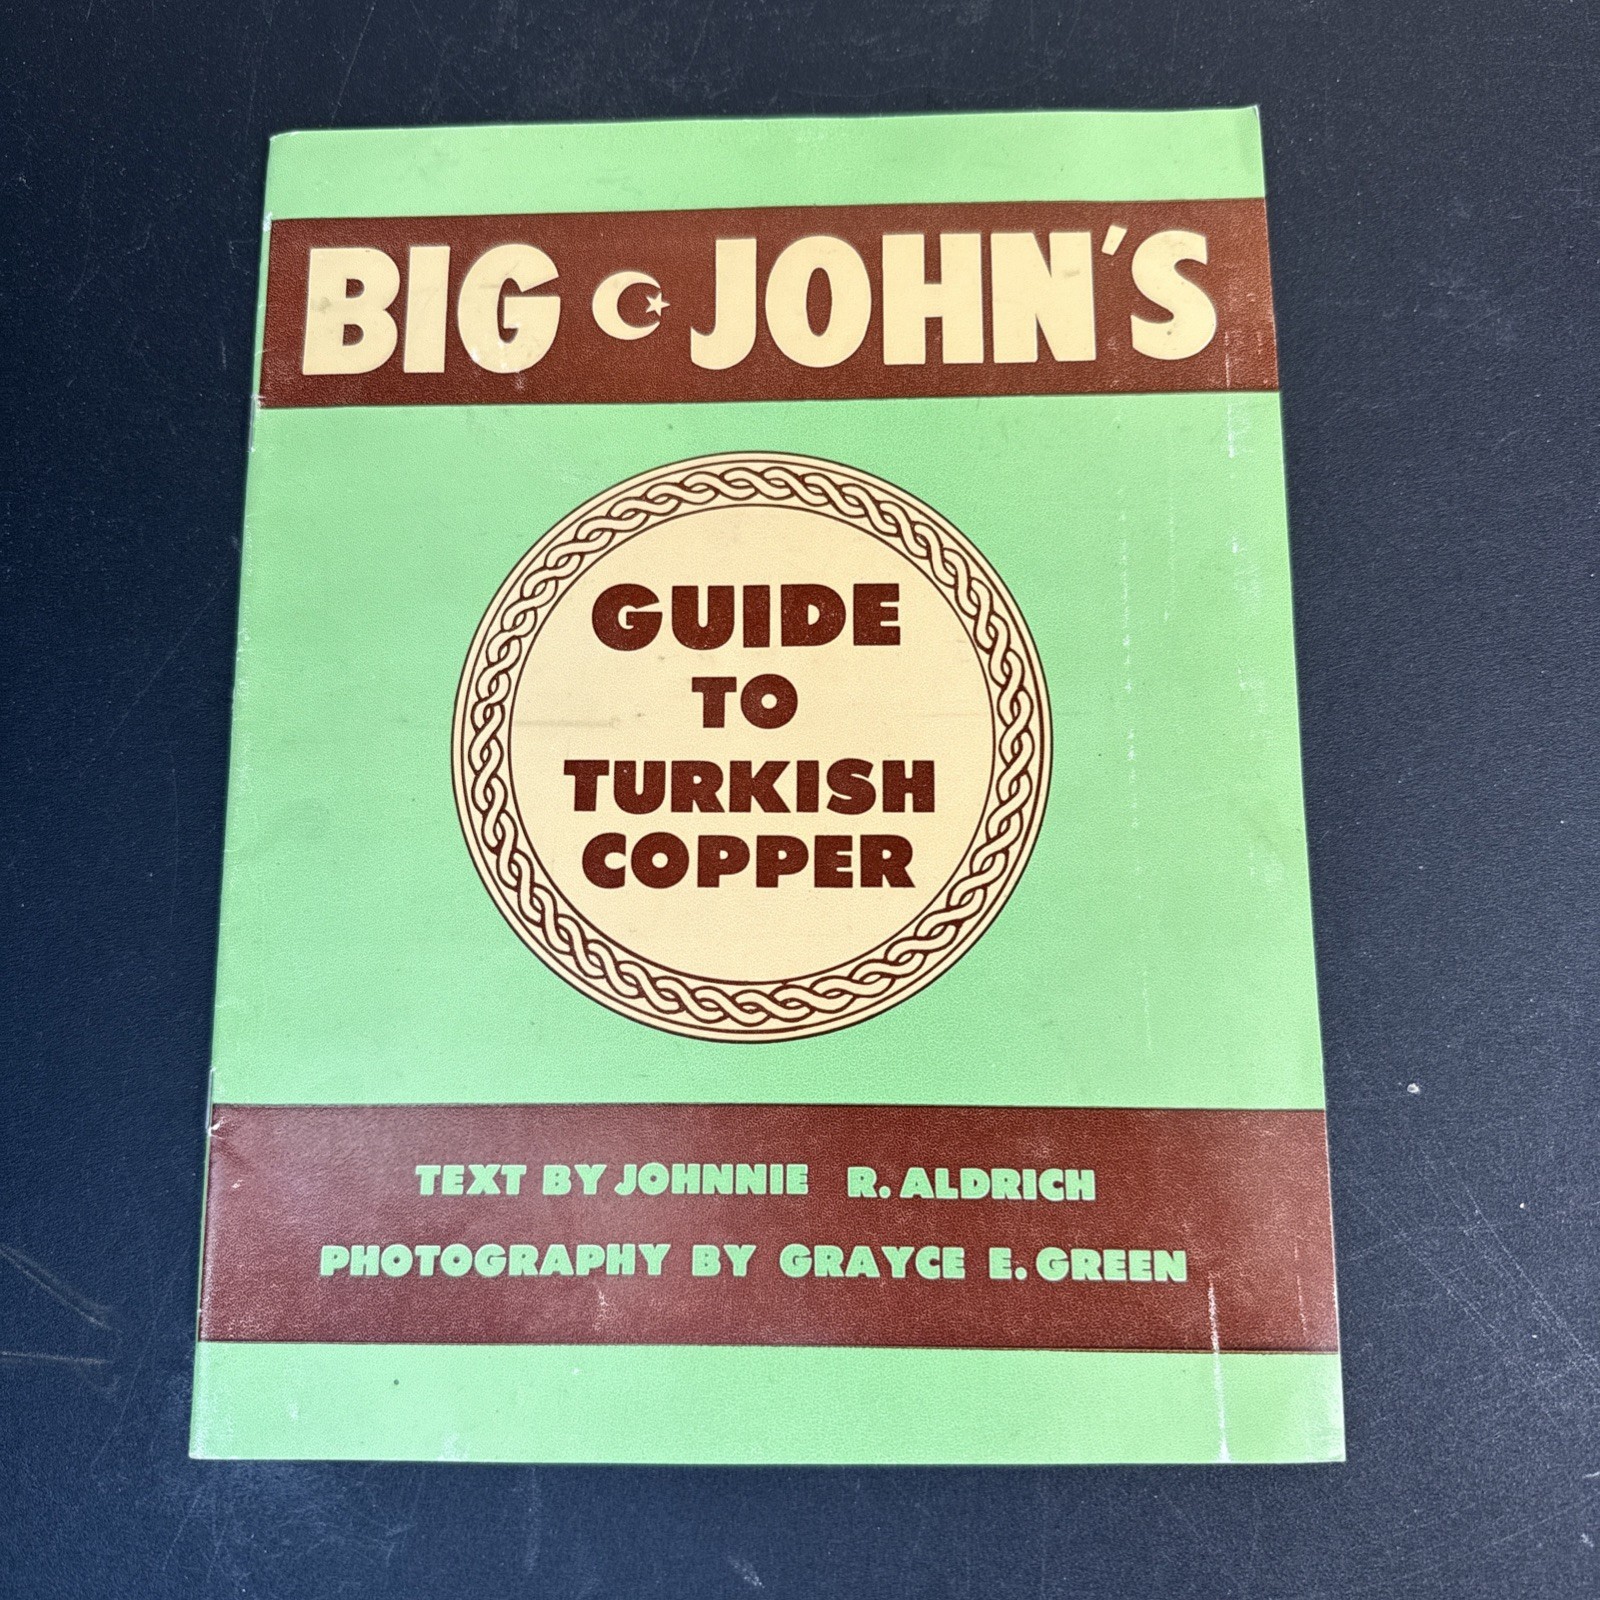 BIG JOHN'S
GUIDE
TO
TURKISH
COPPER
TEXT BY JOHNNIE R. ALDRICH
PHOTOGRAPHY BY GRAYCE E. GREEN